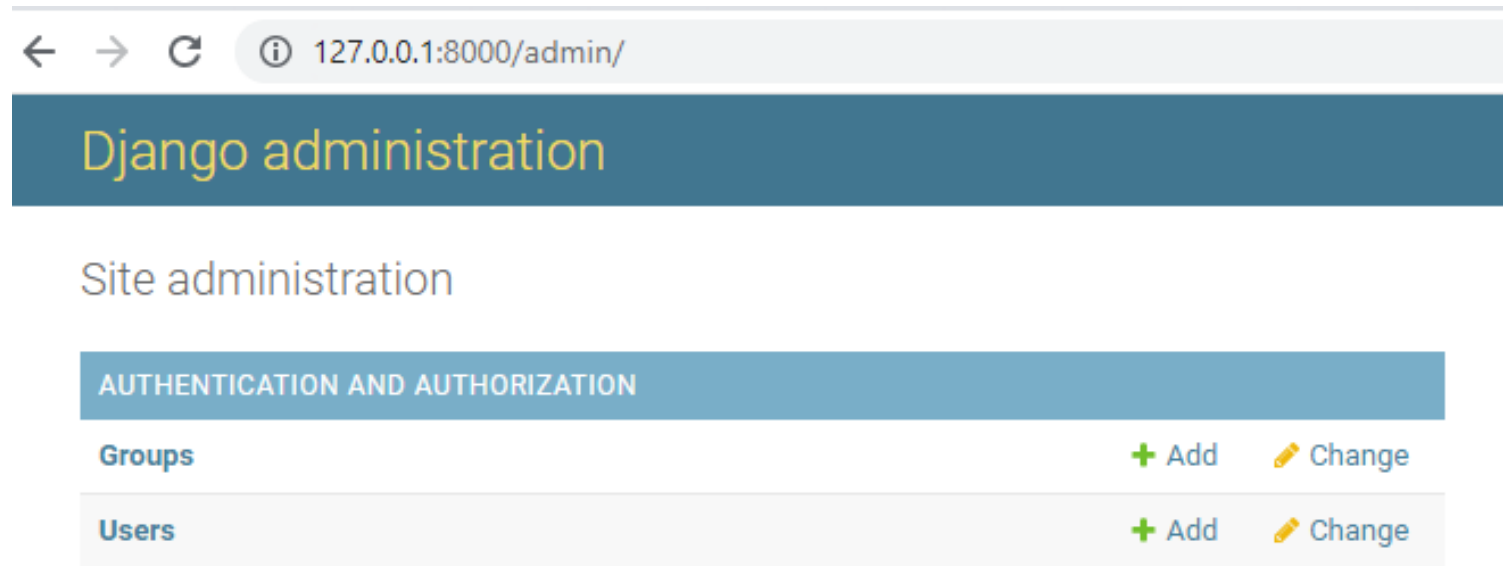 127.0.0.1:8000/admin/
Django administration
Site administration
AUTHENTICATION AND AUTHORIZATION
Groups Add Change
Users Add Change